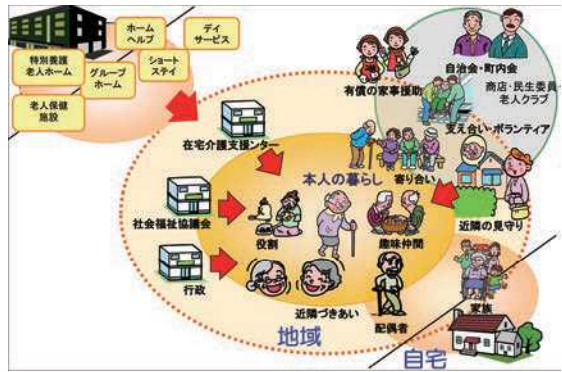 ホーム
ヘルプ
デイ
サービス
特別養護
老人ホーム
グループ
ホーム
ショート
ステイ
老人保健
施設
有償の家事援助
自治会・町内会
商店・民生委員
老人クラブ
支え合い・ボランティア
在宅介護支援ンター
本人の暮らし
寄り合い
近隣の見守り
社会福祉協議会
役割
趣味仲間
行政
近隣づきあい
配偶者
家族
地域
自宅